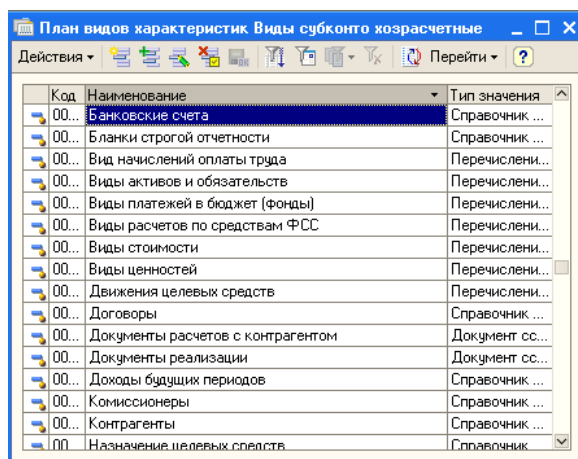 План видов характеристик Виды субконто хозрасчетные
Действия Перейти ?
Код Наименование Тип значения
00... Банковские счета Справочник ...
00... Бланки строгой отчетности Справочник ...
00... Вид начислений оплаты труда Перечислени...
00... Виды активов и обязательств Перечислени...
00... Виды платежей в бюджет (фонды) Перечислени...
00... Виды расчетов по средствам ФСС Перечислени...
00... Виды стоимости Перечислени...
00... Виды ценностей Перечислени...
00... Движения целевых средств Перечислени...
00... Договоры Справочник ...
00... Документы расчетов с контрагентом Документ сс...
00... Документы реализации Документ сс...
00... Доходы будущих периодов Справочник ...
00... Комиссионеры Справочник ...
00... Контрагенты Справочник ...
00... Назначение целевых средств Справочник ...